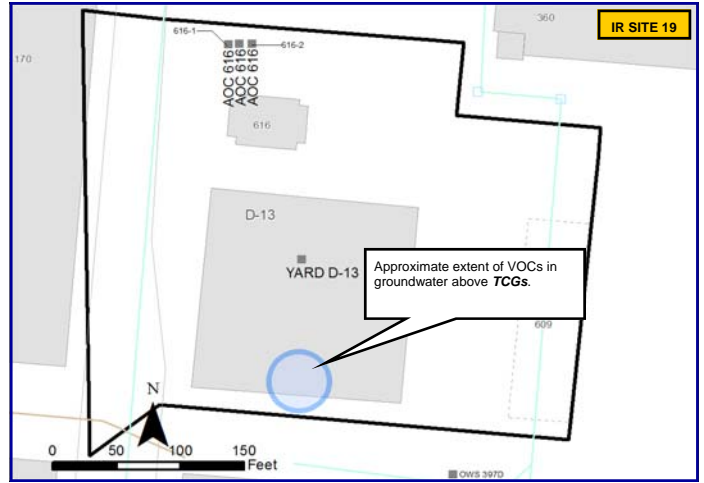 IR SITE 19
360
170
616-1
616-2
AOC 616
AOC 616
AOC 616
616
D-13
YARD D-13
Approximate extent of VOCs in
groundwater above TCGs.
609
N
0 50 100 150
Feet
OWS 397D